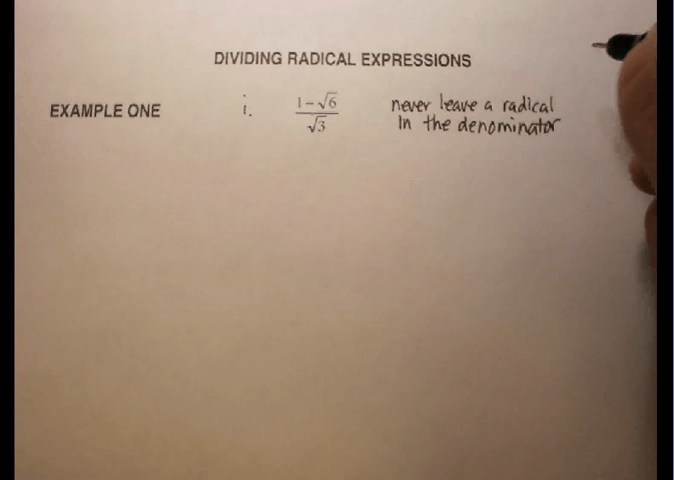 DIVIDING RADICAL EXPRESSIONS
EXAMPLE ONE i. (1-√6)/√3 never leave a radical
in the denominator